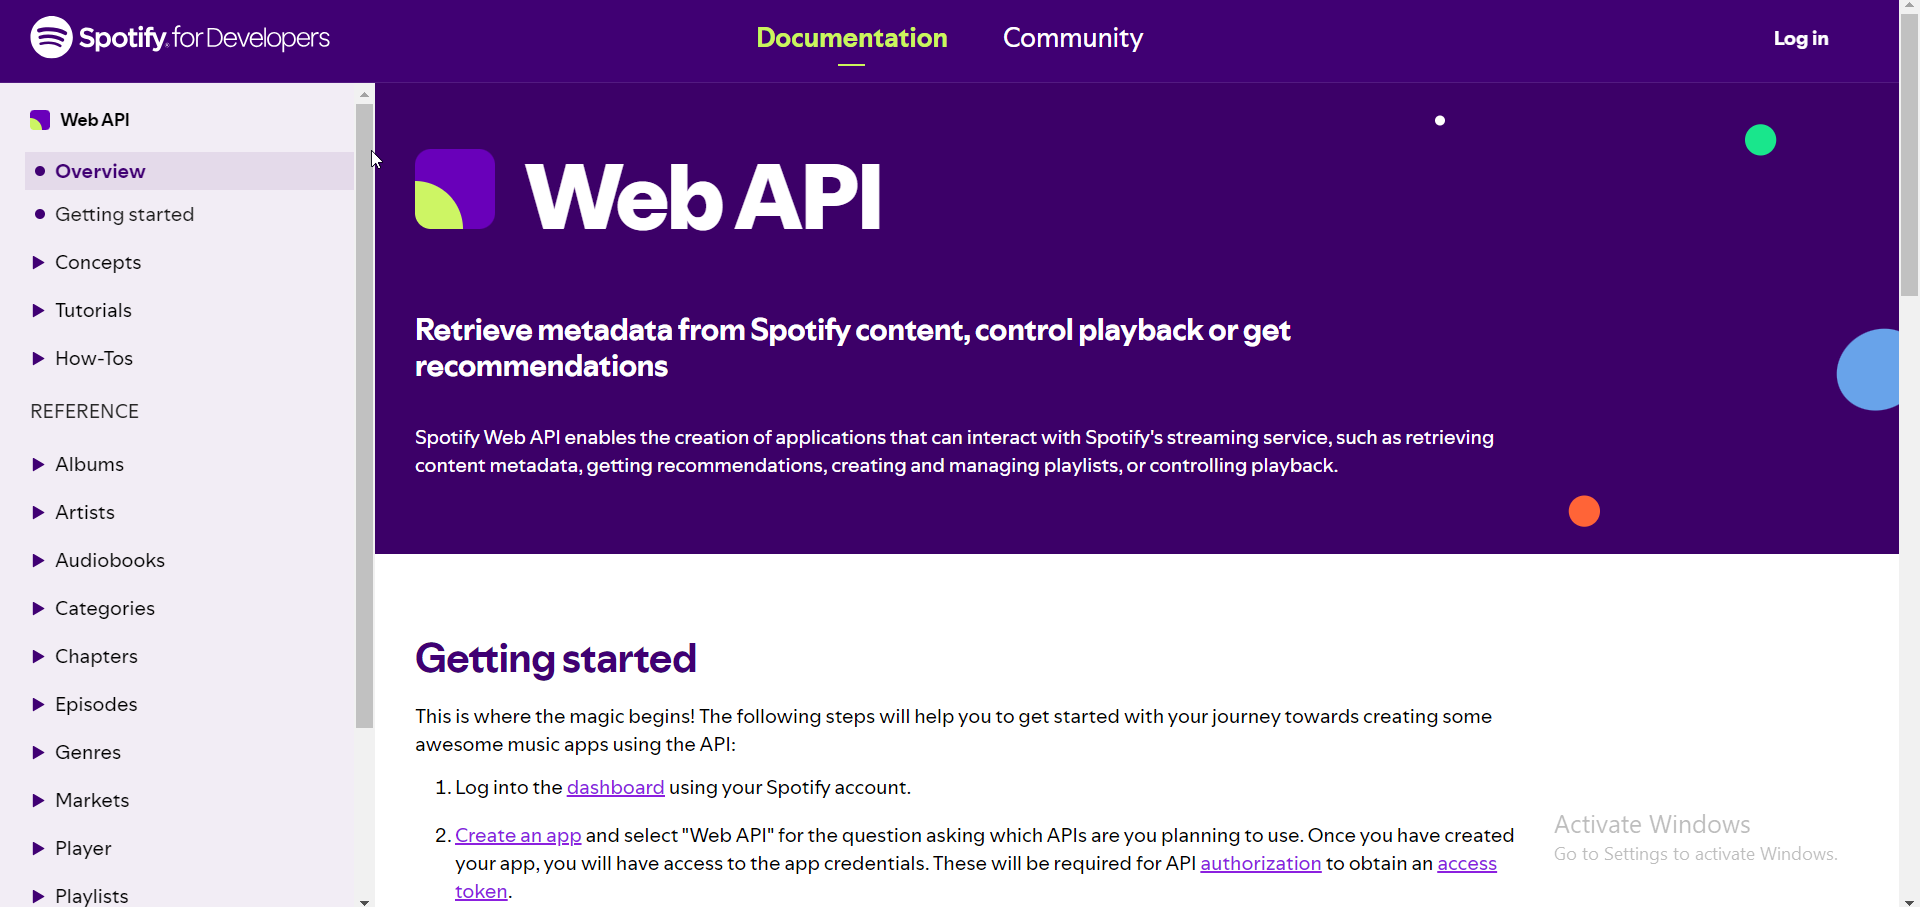 Spotify for Developers
Documentation
Community
Log in
Web API
Overview
Getting started
Concepts
Tutorials
How-Tos
REFERENCE
Albums
Artists
Audiobooks
Categories
Chapters
Episodes
Genres
Markets
Player
Playlists
Web API
Retrieve metadata from Spotify content, control playback or get
recommendations
Spotify Web API enables the creation of applications that can interact with Spotify's streaming service, such as retrieving
content metadata, getting recommendations, creating and managing playlists, or controlling playback.
Getting started
This is where the magic begins! The following steps will help you to get started with your journey towards creating some
awesome music apps using the API:
1. Log into the dashboard using your Spotify account.
2. Create an app and select "Web API" for the question asking which APIs are you planning to use. Once you have created
your app, you will have access to the app credentials. These will be required for API authorization to obtain an access
token.
Activate Windows
Go to Settings to activate Windows.